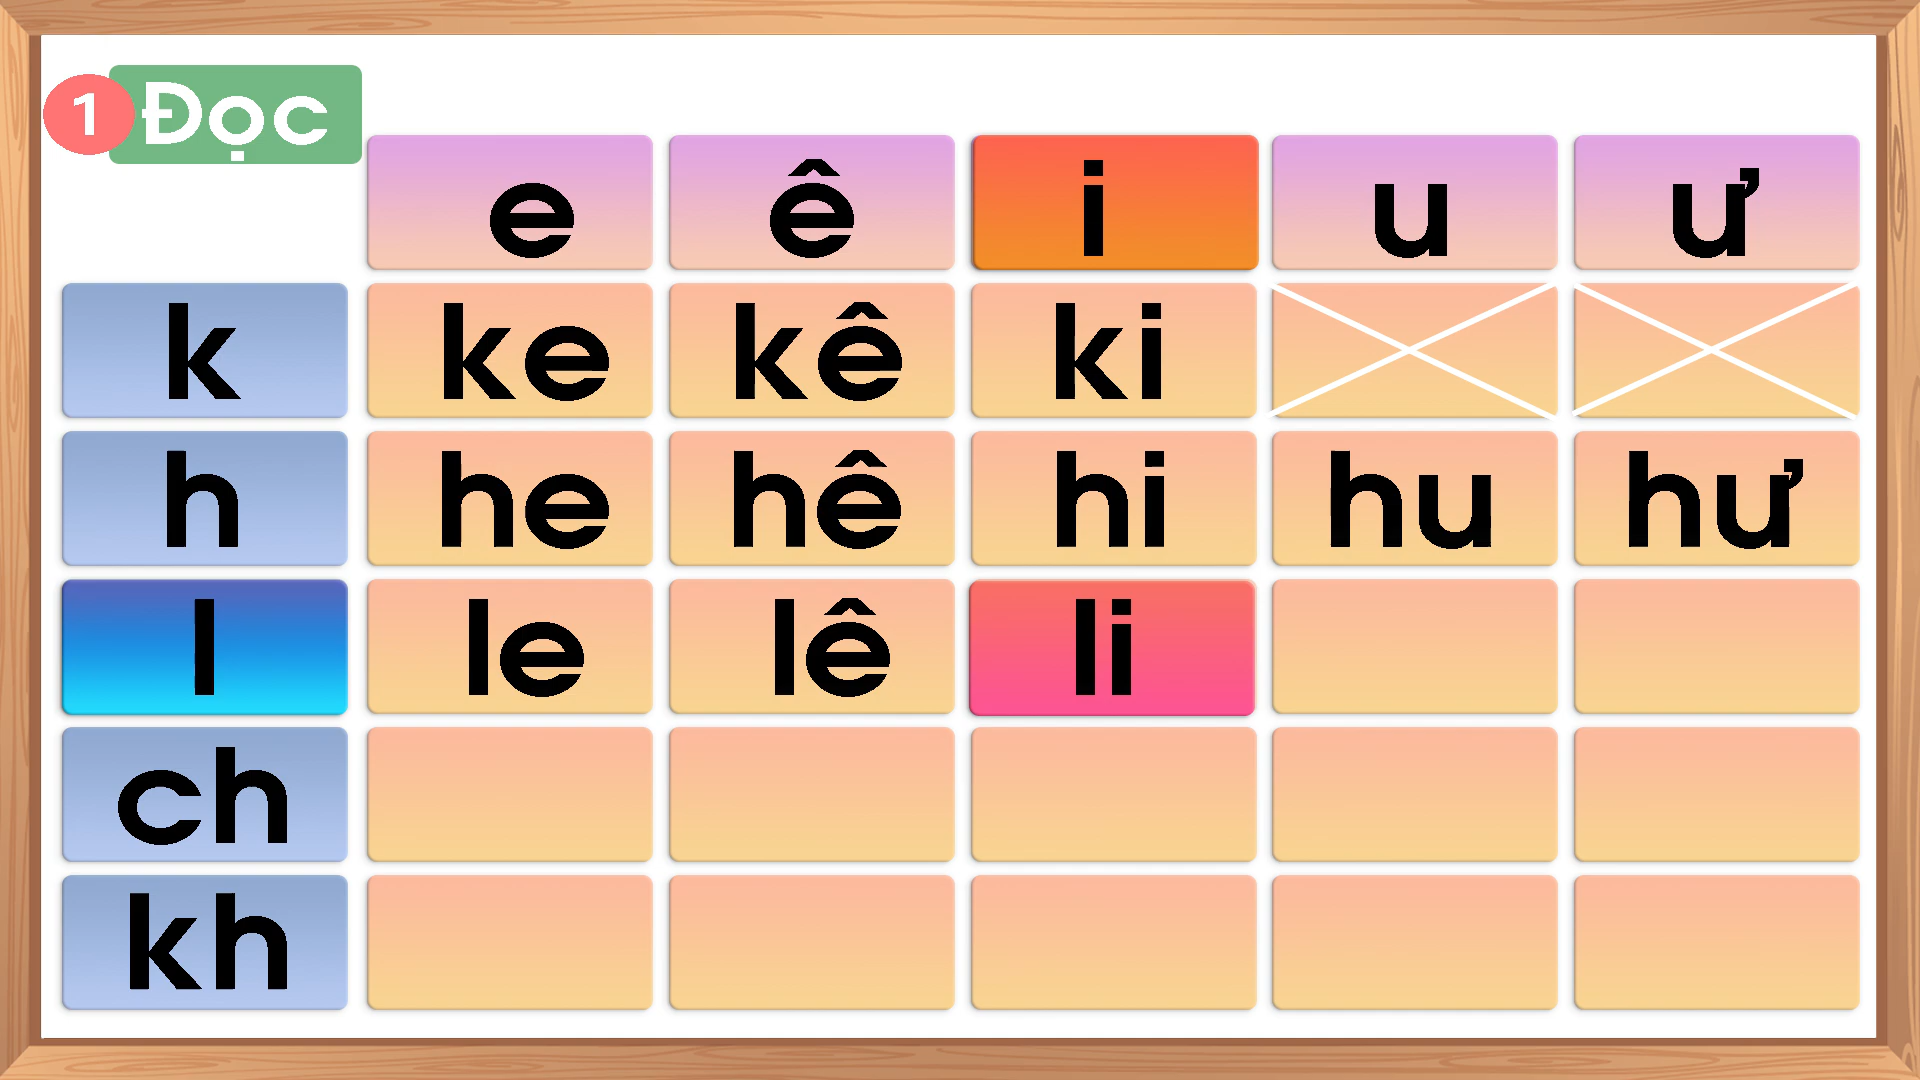 1 Đọc
e ê i u ư
k ke kê ki
h he hê hi hu hư
l le lê li
ch
kh